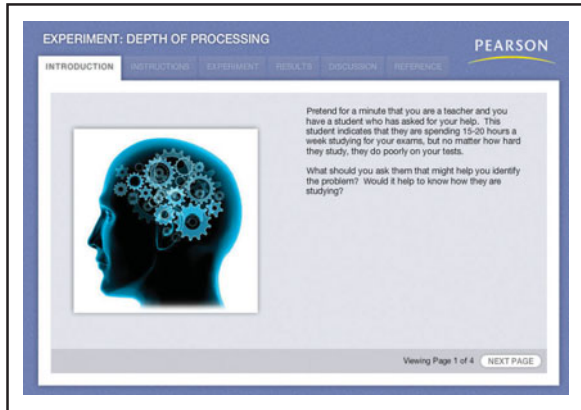 EXPERIMENT: DEPTH OF PROCESSING
PEARSON
INTRODUCTION INSTRUCTIONS EXPERIMENT RESULTS DISCUSSION REFERENCE
Pretend for a minute that you are a teacher and you
have a student who has asked for your help. This
student indicates that they are spending 15-20 hours a
week studying for your exams, but no matter how hard
they study, they do poorly on your tests.
What should you ask them that might help you identify
the problem? Would it help to know how they are
studying?
Viewing Page 1 of 4 NEXT PAGE